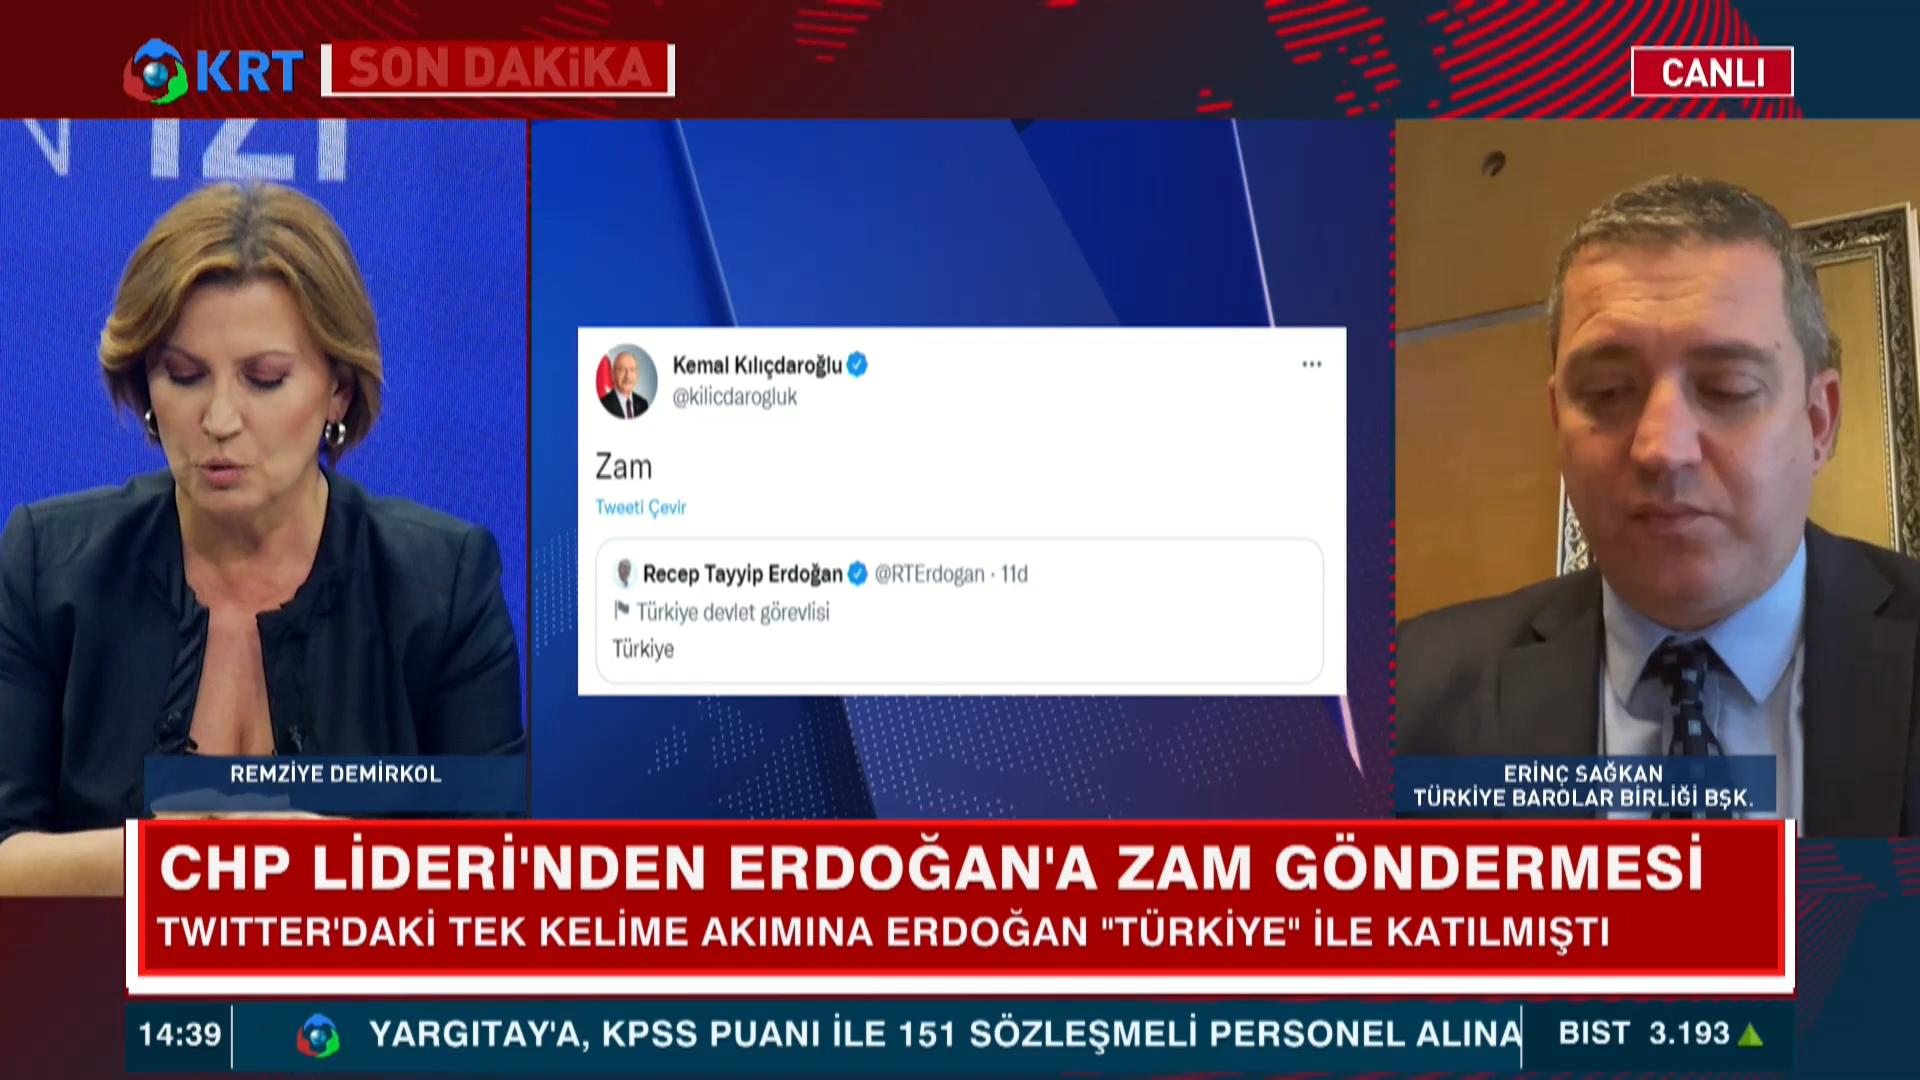 KRT
SON DAKİKA
CANLI
IZI
Kemal Kılıçdaroğlu
@kilicdarogluk
Zam
Tweeti Çevir
Recep Tayyip Erdoğan @RTErdogan · 11d
Türkiye devlet görevlisi
Türkiye
REMZİYE DEMİRKOL
ERİNÇ SAĞKAN
TÜRKİYE BAROLAR BİRLİĞİ BŞK.
CHP LİDERİ'NDEN ERDOĞAN'A ZAM GÖNDERMESİ
TWITTER'DAKİ TEK KELİME AKIMINA ERDOĞAN "TÜRKİYE" İLE KATILMIŞTI
14:39 YARGITAY'A, KPSS PUANI İLE 151 SÖZLEŞMELİ PERSONEL ALINA BIST 3.193